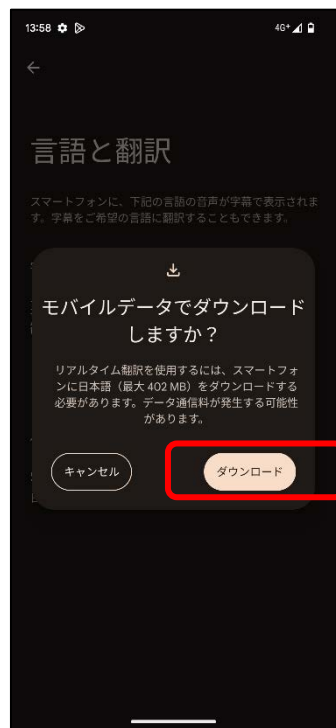 13:58
4G+
言語と翻訳
スマートフォンに、下記の言語の音声が字幕で表示されま
す。字幕をご希望の言語に翻訳することもできます。
モバイルデータでダウンロード
しますか？
リアルタイム翻訳を使用するには、スマートフォ
ンに日本語（最大 402 MB）をダウンロードする
必要があります。データ通信料が発生する可能性
があります。
キャンセル
ダウンロード